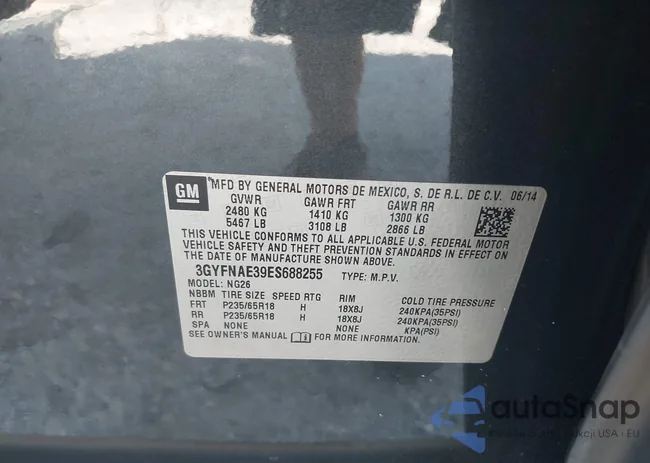 GM
MFD BY GENERAL MOTORS DE MEXICO, S. DE R.L. DE C.V. 06/14
GVWR GAWR FRT GAWR RR
2480 KG 1410 KG 1300 KG
5467 LB 3108 LB 2866 LB
THIS VEHICLE CONFORMS TO ALL APPLICABLE U.S. FEDERAL MOTOR
VEHICLE SAFETY, AND THEFT PREVENTION STANDARDS IN EFFECT ON
THE DATE OF MANUFACTURE SHOWN ABOVE.
3GYFNAE39ES688255 TYPE: M.P.V.
MODEL: NG26
NBBM TIRE SIZE SPEED RTG RIM COLD TIRE PRESSURE
FRT P235/65R18 H 18X8J 240KPA(35PSI)
RR P235/65R18 H 18X8J 240KPA(35PSI)
SPA NONE NONE KPA(PSI)
SEE OWNER'S MANUAL FOR MORE INFORMATION.
autoSnap
USA - EU